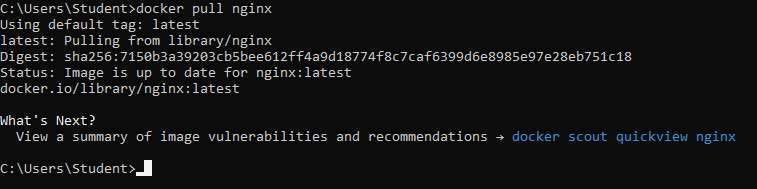 C:\Users\Student>docker pull nginx
Using default tag: latest
latest: Pulling from library/nginx
Digest: sha256:7150b3a39203cb5bee612ff4a9d18774f8c7caf6399d6e8985e97e28eb751c18
Status: Image is up to date for nginx:latest
docker.io/library/nginx:latest
What's Next?
View a summary of image vulnerabilities and recommendations → docker scout quickview nginx
C:\Users\Student>